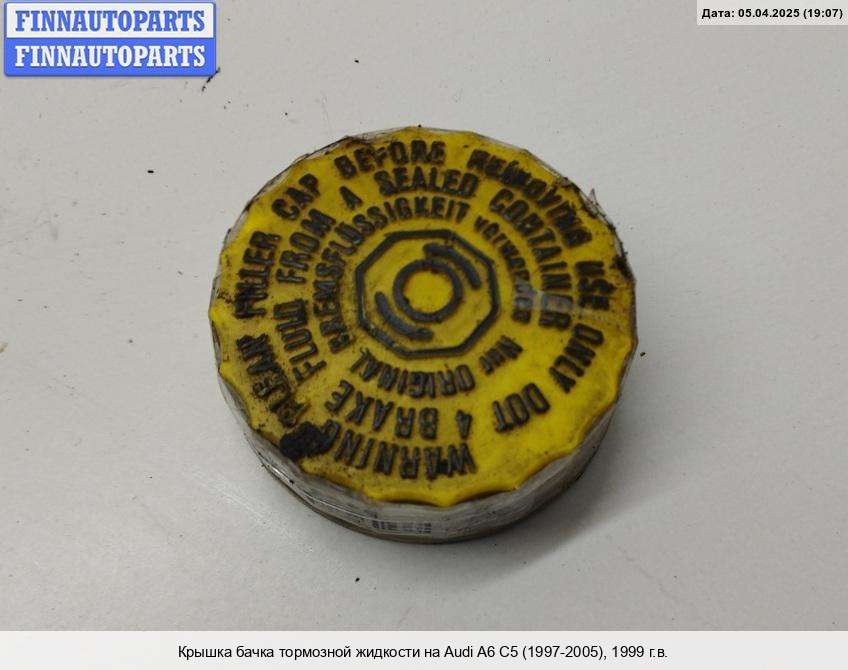 FINNAUTOPARTS
FINNAUTOPARTS
Дата: 05.04.2025 (19:07)
WARNING CLEAN FILLER CAP BEFORE REMOVING USE ONLY DOT
4 BRAKE FLUID FROM A SEALED CONTAINER
Nur ORIGINAL BREMSFLÜSSIGKEIT VERWENDEN
Крышка бачка тормозной жидкости на Audi A6 C5 (1997-2005), 1999 г.в.